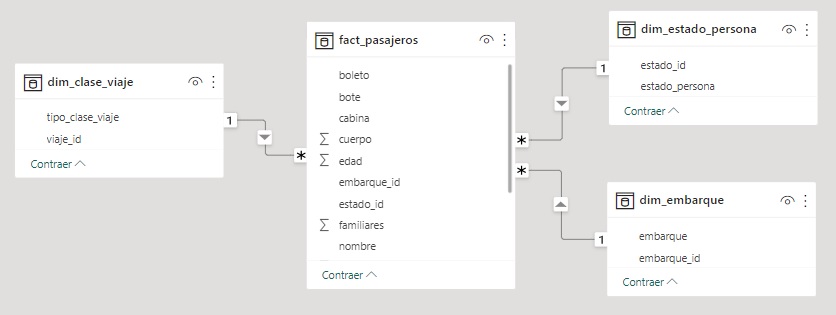 dim_clase_viaje
tipo_clase_viaje
viaje_id
Contraer
1
*
fact_pasajeros
boleto
bote
cabina
cuerpo
edad
embarque_id
estado_id
familiares
nombre
Contraer
*
*
1
dim_estado_persona
estado_id
estado_persona
Contraer
1
dim_embarque
embarque
embarque_id
Contraer